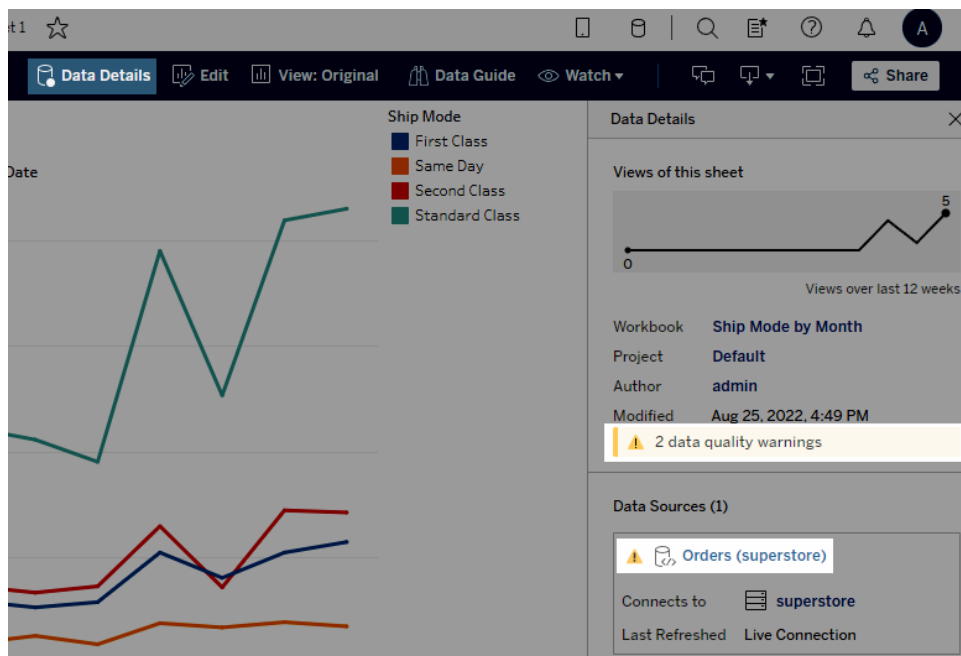 et 1
A
Data Details Edit View: Original Data Guide Watch Share
Date
Ship Mode
First Class
Same Day
Second Class
Standard Class
Data Details
Views of this sheet
5
0
Views over last 12 weeks
Workbook Ship Mode by Month
Project Default
Author admin
Modified Aug 25, 2022, 4:49 PM
2 data quality warnings
Data Sources (1)
Orders (superstore)
Connects to superstore
Last Refreshed Live Connection